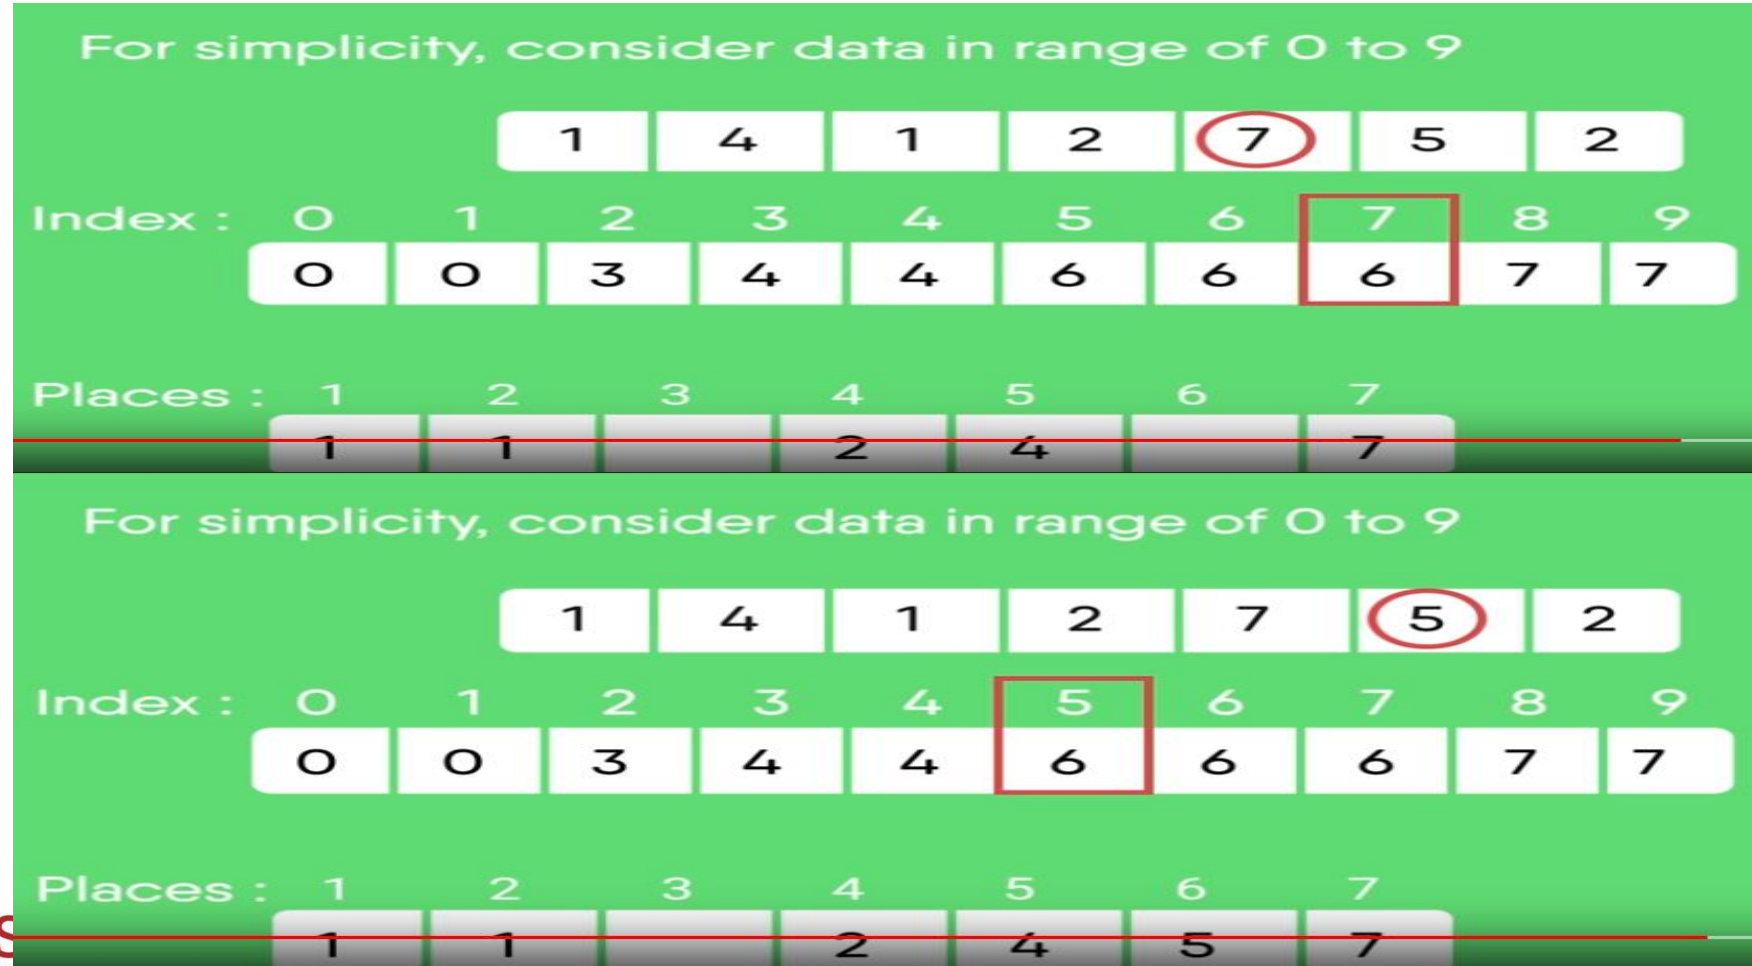 For simplicity, consider data in range of 0 to 9
1 4 1 2 7 5 2
Index : 0 1 2 3 4 5 6 7 8 9
0 0 3 4 4 6 6 6 7 7
Places : 1 2 3 4 5 6 7
1 1 2 4 7
For simplicity, consider data in range of 0 to 9
1 4 1 2 7 5 2
Index : 0 1 2 3 4 5 6 7 8 9
0 0 3 4 4 6 6 6 7 7
Places : 1 2 3 4 5 6 7
1 1 2 4 5 7